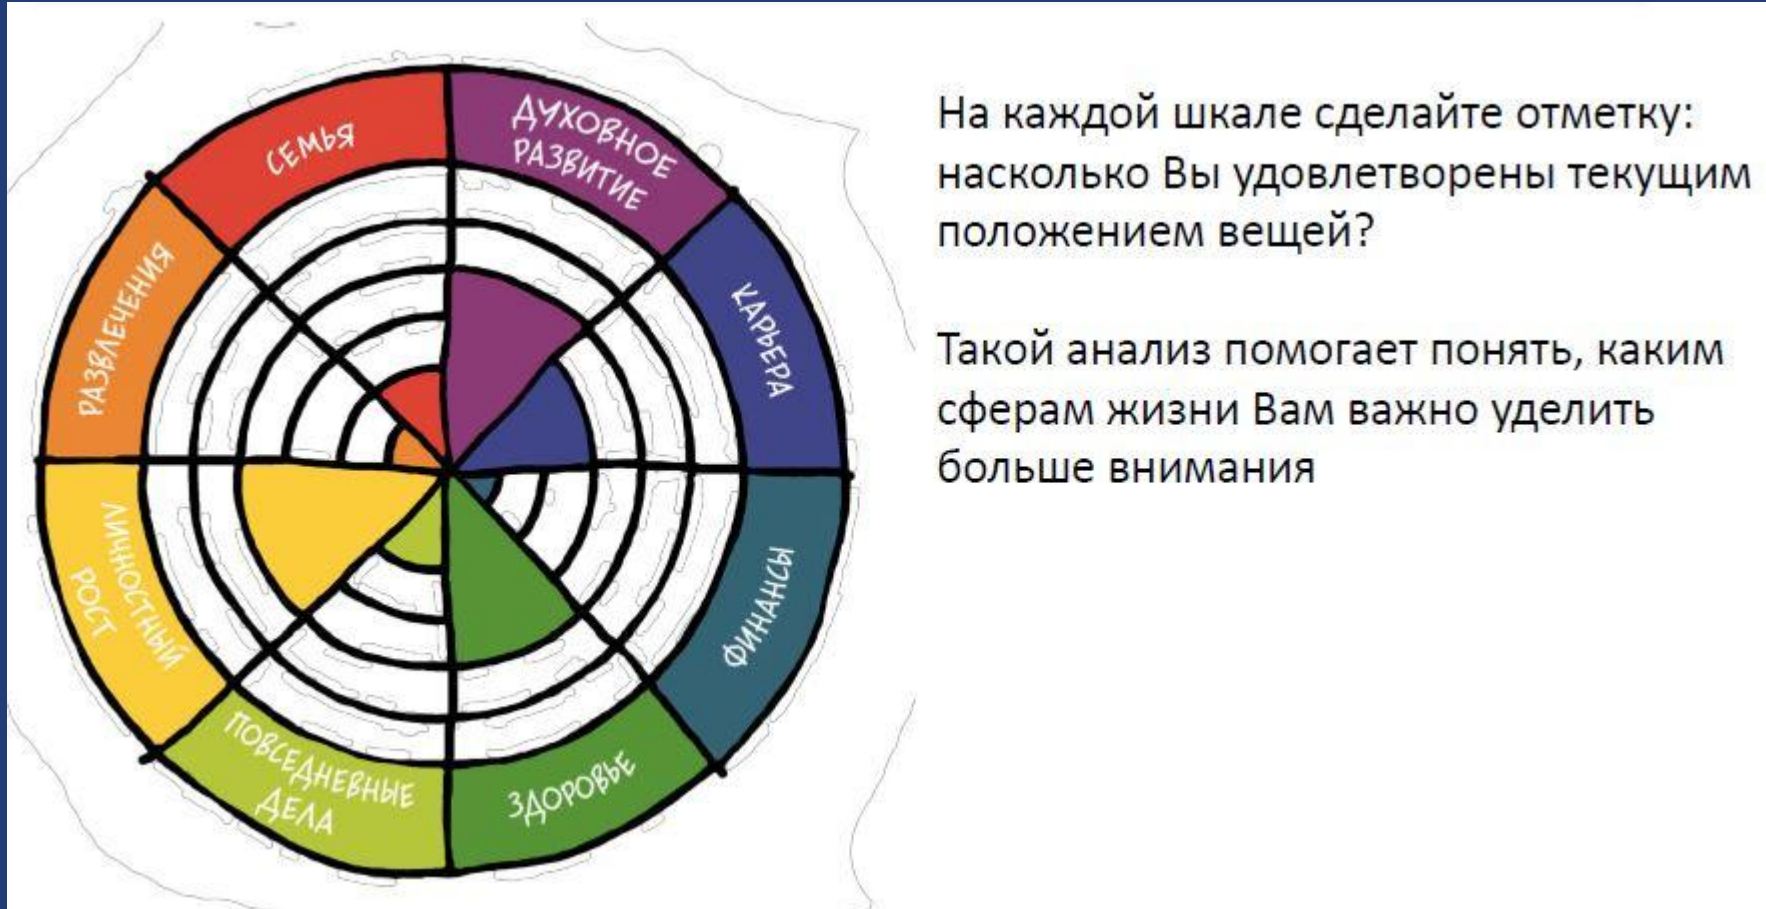 СЕМЬЯ
ДУХОВНОЕ
РАЗВИТИЕ
КАРЬЕРА
ФИНАНСЫ
ЗДОРОВЬЕ
ПОВСЕДНЕВНЫЕ
ДЕЛА
ЛИЧНОСТНЫЙ
РОСТ
РАЗВЛЕЧЕНИЯ
На каждой шкале сделайте отметку:
насколько Вы удовлетворены текущим
положением вещей?
Такой анализ помогает понять, каким
сферам жизни Вам важно уделить
больше внимания